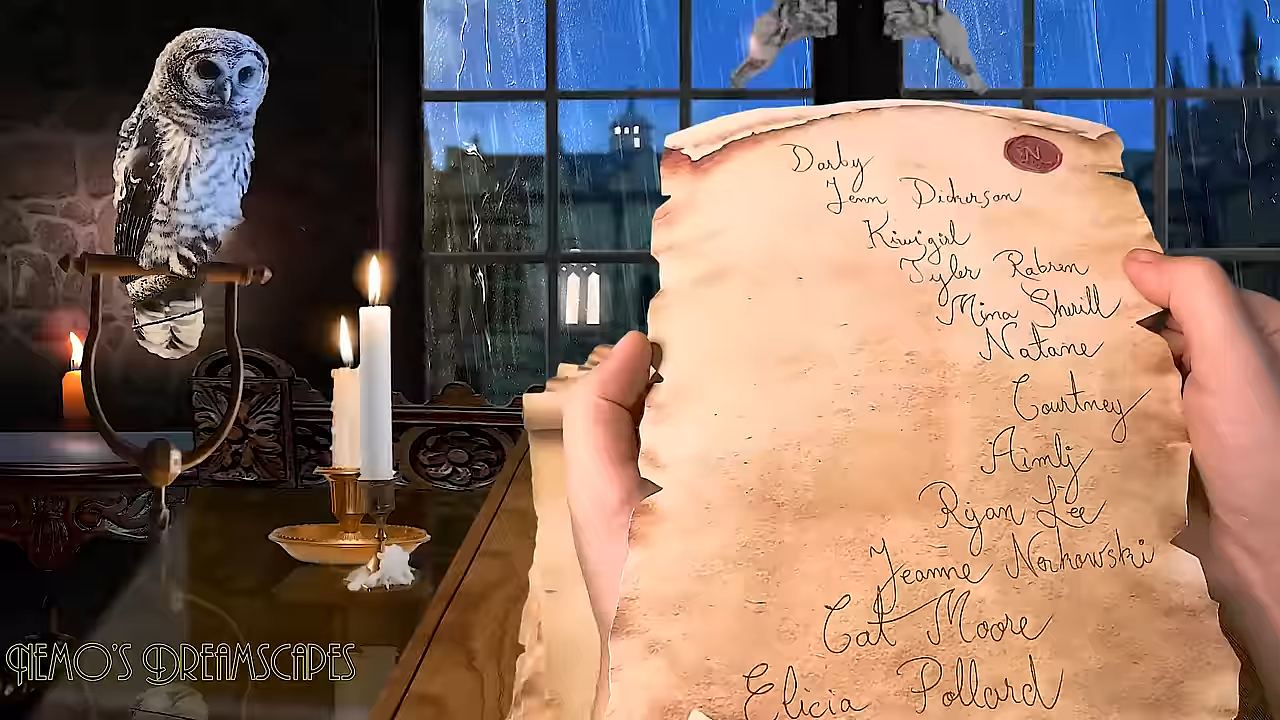 N
Darby
Jenn Dickerson
Kiwigirl
Tyler Rabren
Mina Shrill
Natane
Courtney
Aimlj
Ryan Lee
Jeanne Norkowski
Cat Moore
Elicia Pollard
NEMO'S DREAMSCAPES